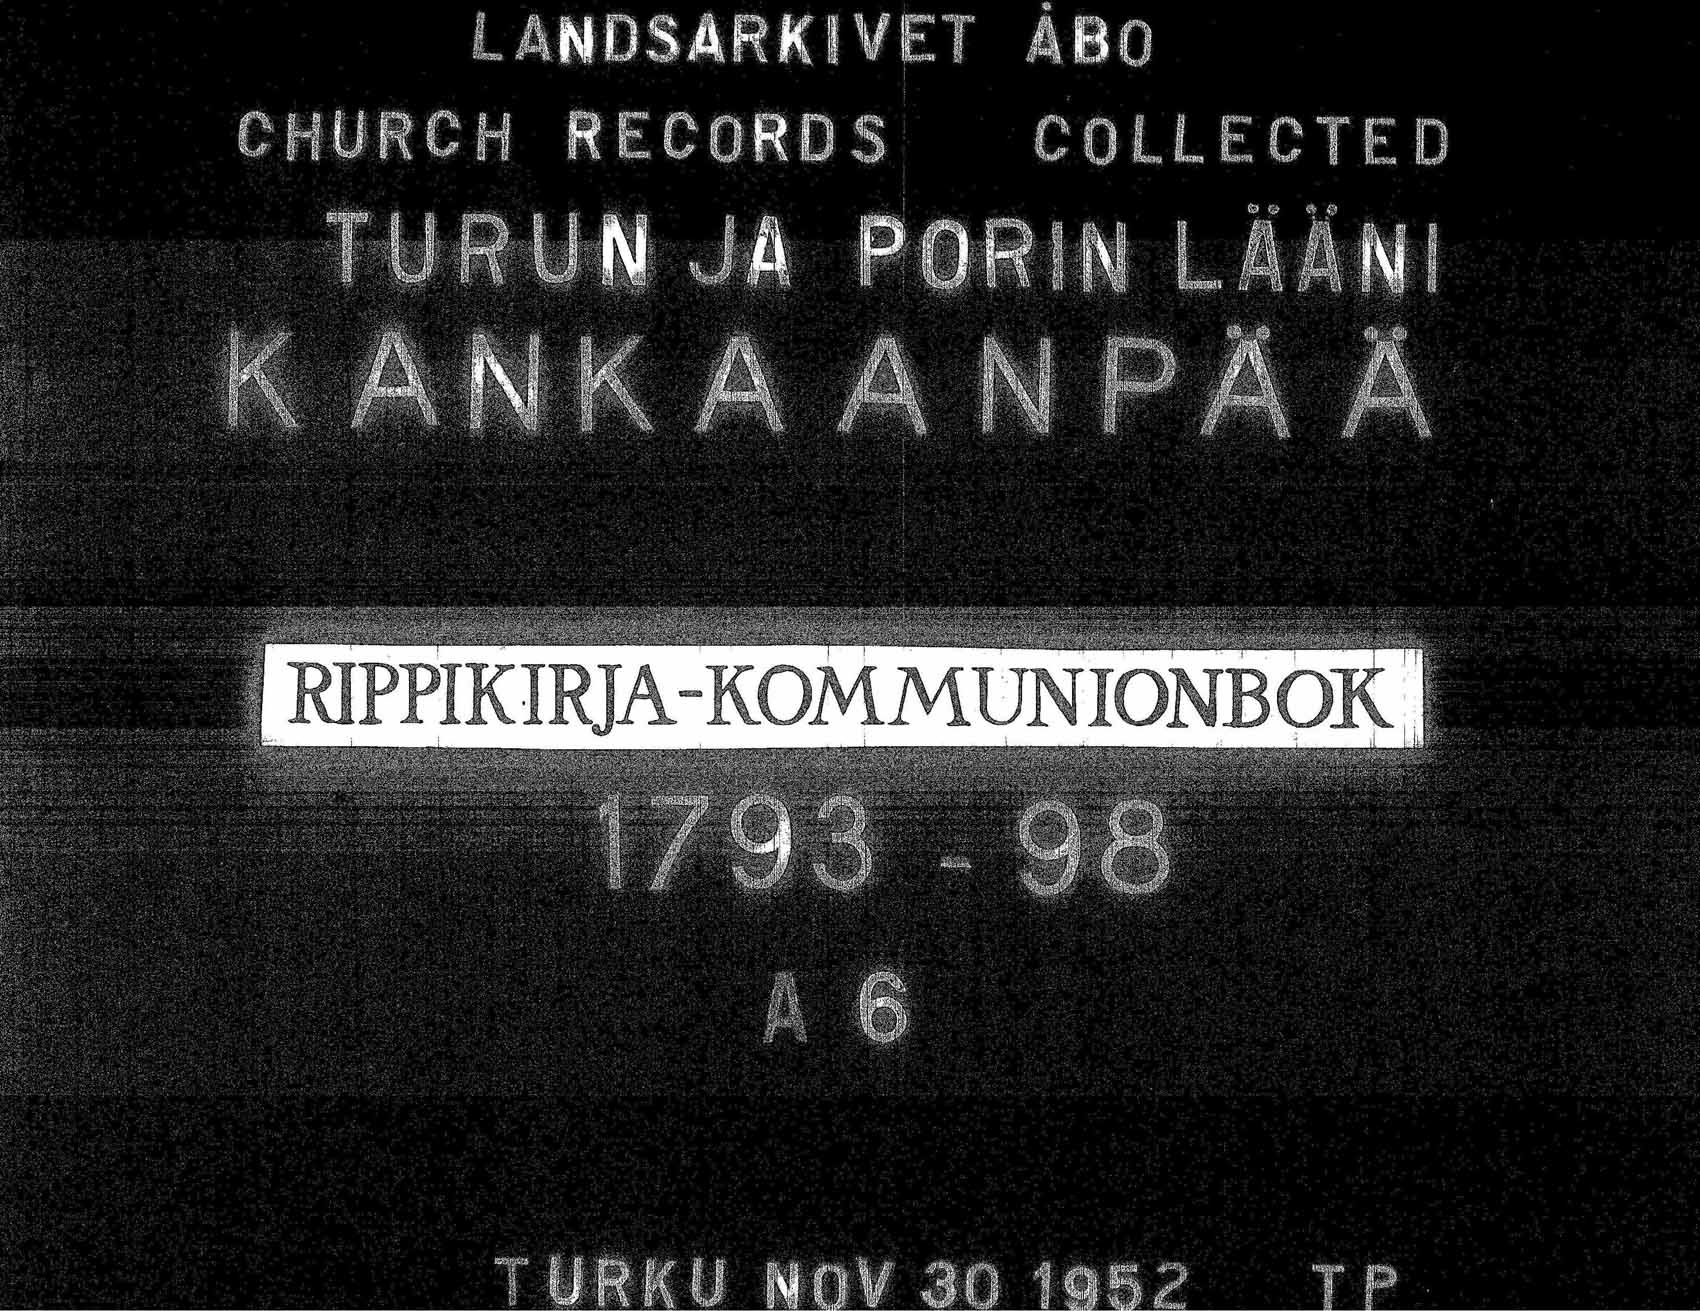 LANDSARKIVET ÅBO
CHURCH RECORDS COLLECTED
TURUN JA PORIN LÄÄNI
KANKAANPÄÄ
RIPPIKIRJA-KOMMUNIONBOK
1793-98
A 6
TURKU NOV 30 1952 TP